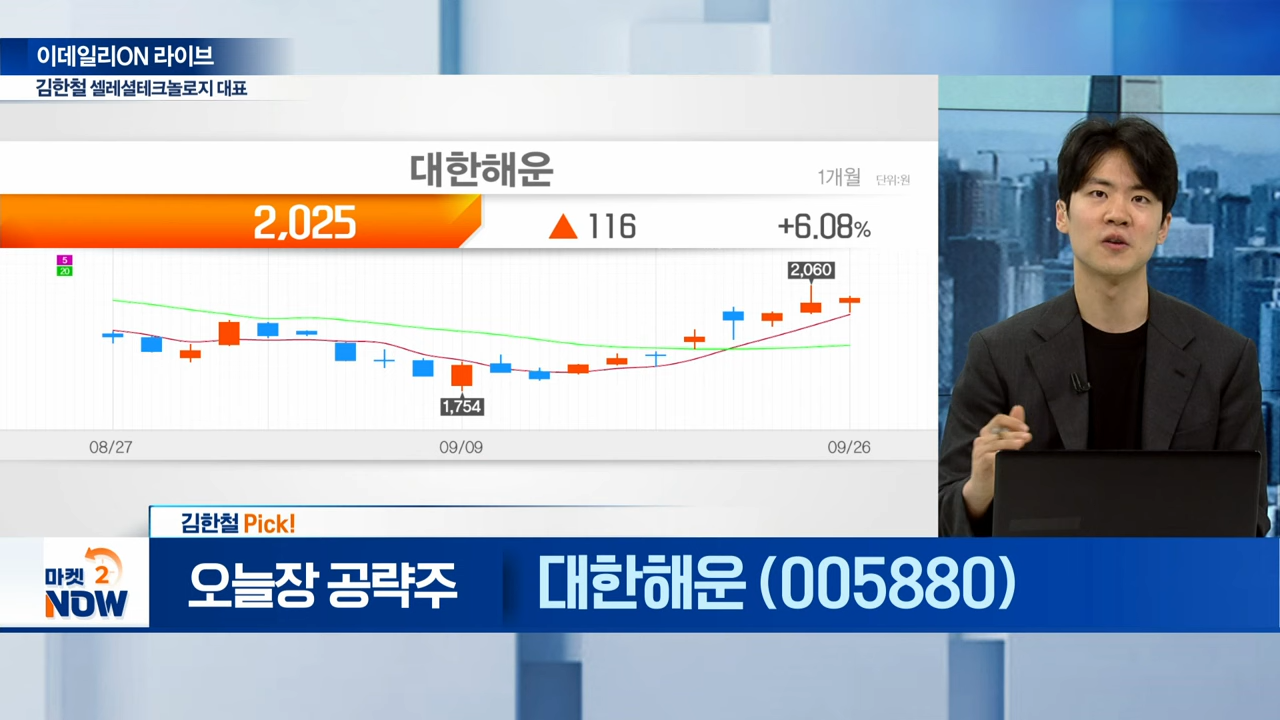 이데일리ON 라이브
김한철 셀레셜테크놀로지 대표
대한해운
1개월 단위:원
2,025 ▲ 116 +6.08%
5
20
2,060
1,754
08/27 09/09 09/26
김한철 Pick!
마켓 2
NOW
오늘장 공략주 대한해운 (005880)